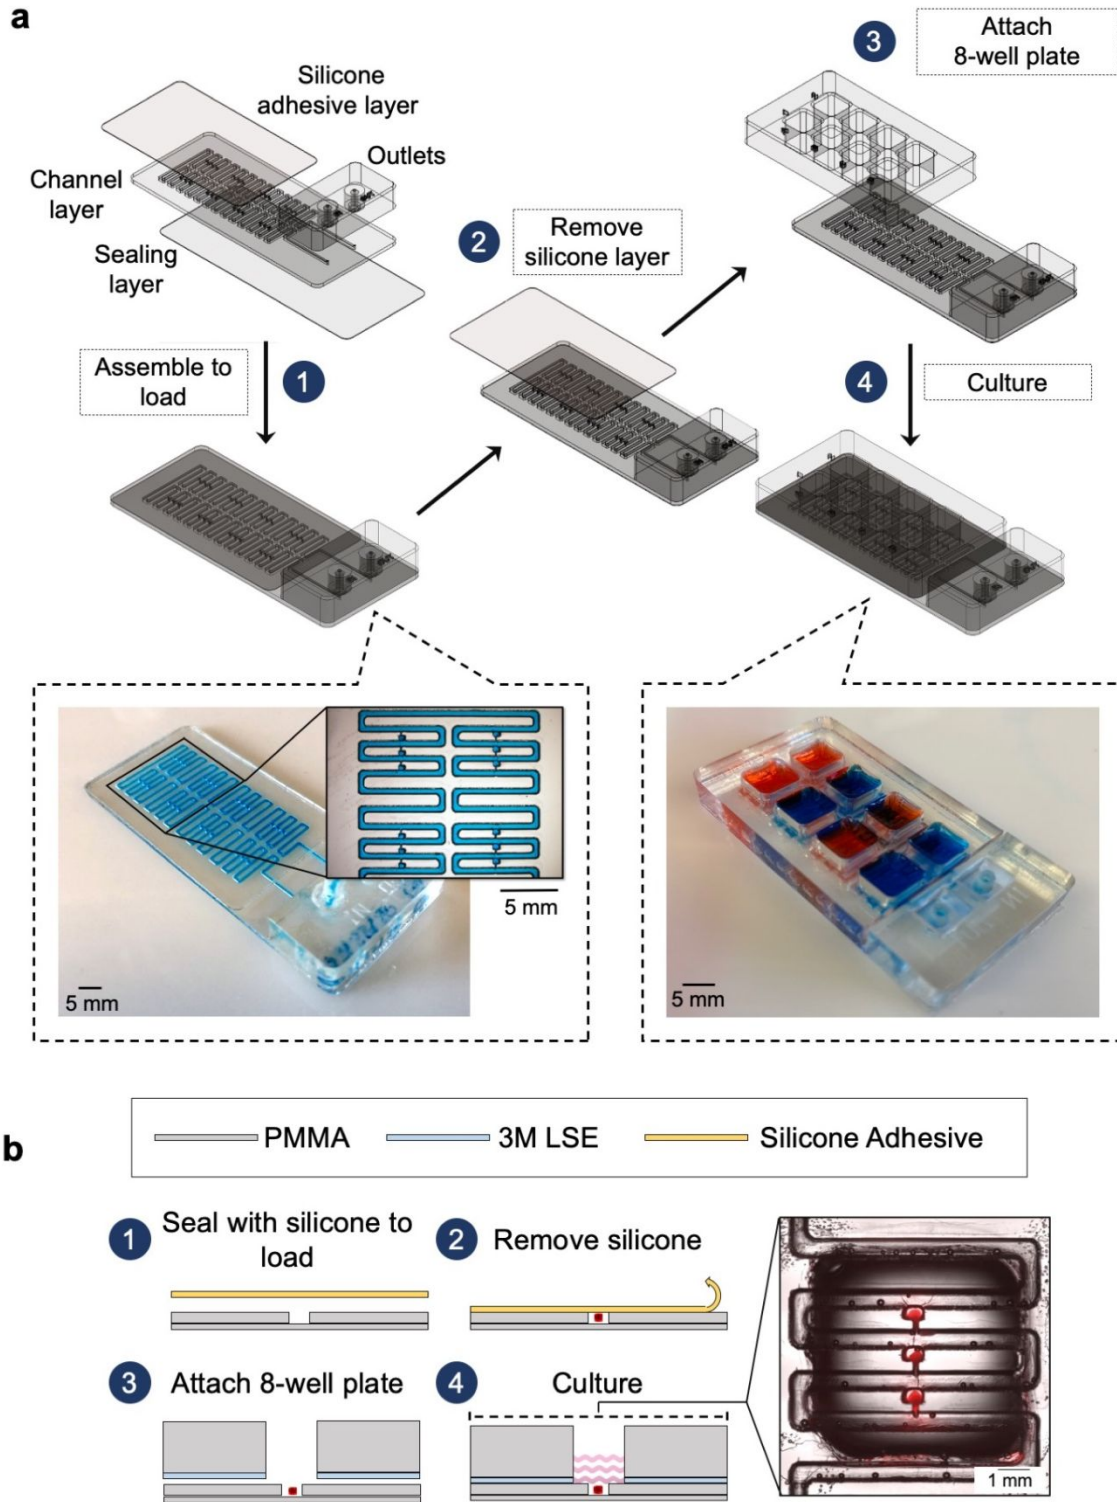 a
Silicone
adhesive layer
Outlets
Channel
layer
Sealing
layer
Assemble to
load
1
2
Remove
silicone layer
3
Attach
8-well plate
4
Culture
5 mm
5 mm
5 mm
b
PMMA
3M LSE
Silicone Adhesive
1
Seal with silicone to
load
2
Remove silicone
3
Attach 8-well plate
4
Culture
1 mm